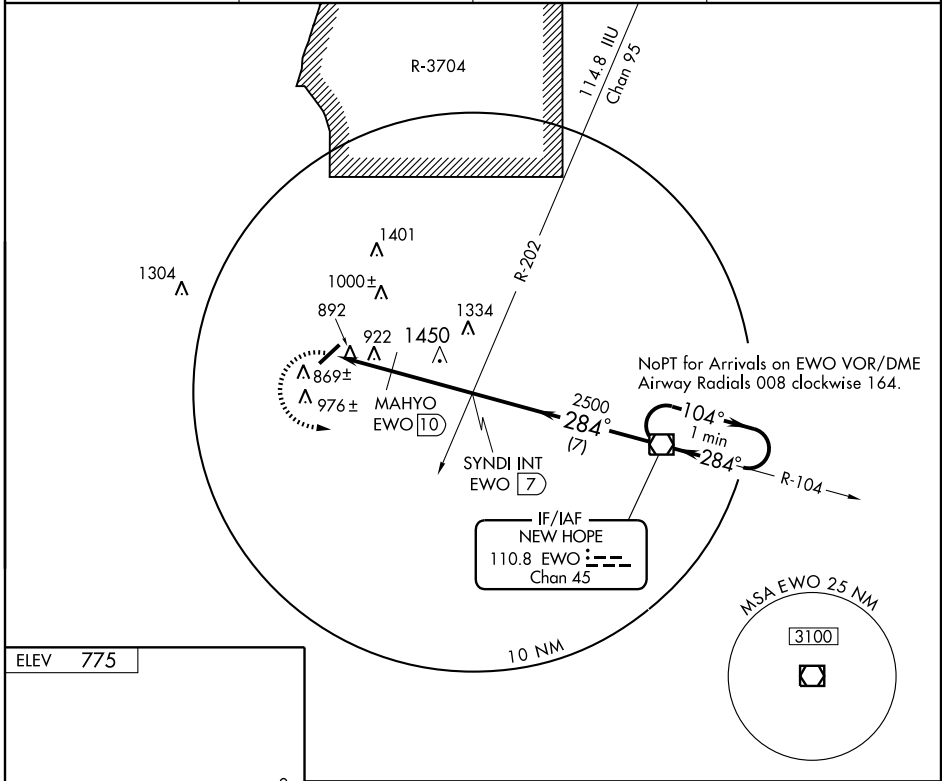 R-3704
114.8 IIU
Chan 95
R-202
1401
1304
1000±
1334
892
922
1450
869±
976±
MAHYO
EWO 10
SYNDI INT
EWO 7
2500
284°
(7)
NoPT for Arrivals on EWO VOR/DME
Airway Radials 008 clockwise 164.
104°
1 min
284°
R-104
IF/IAF
NEW HOPE
110.8 EWO
Chan 45
10 NM
MSA EWO 25 NM
3100
ELEV 775